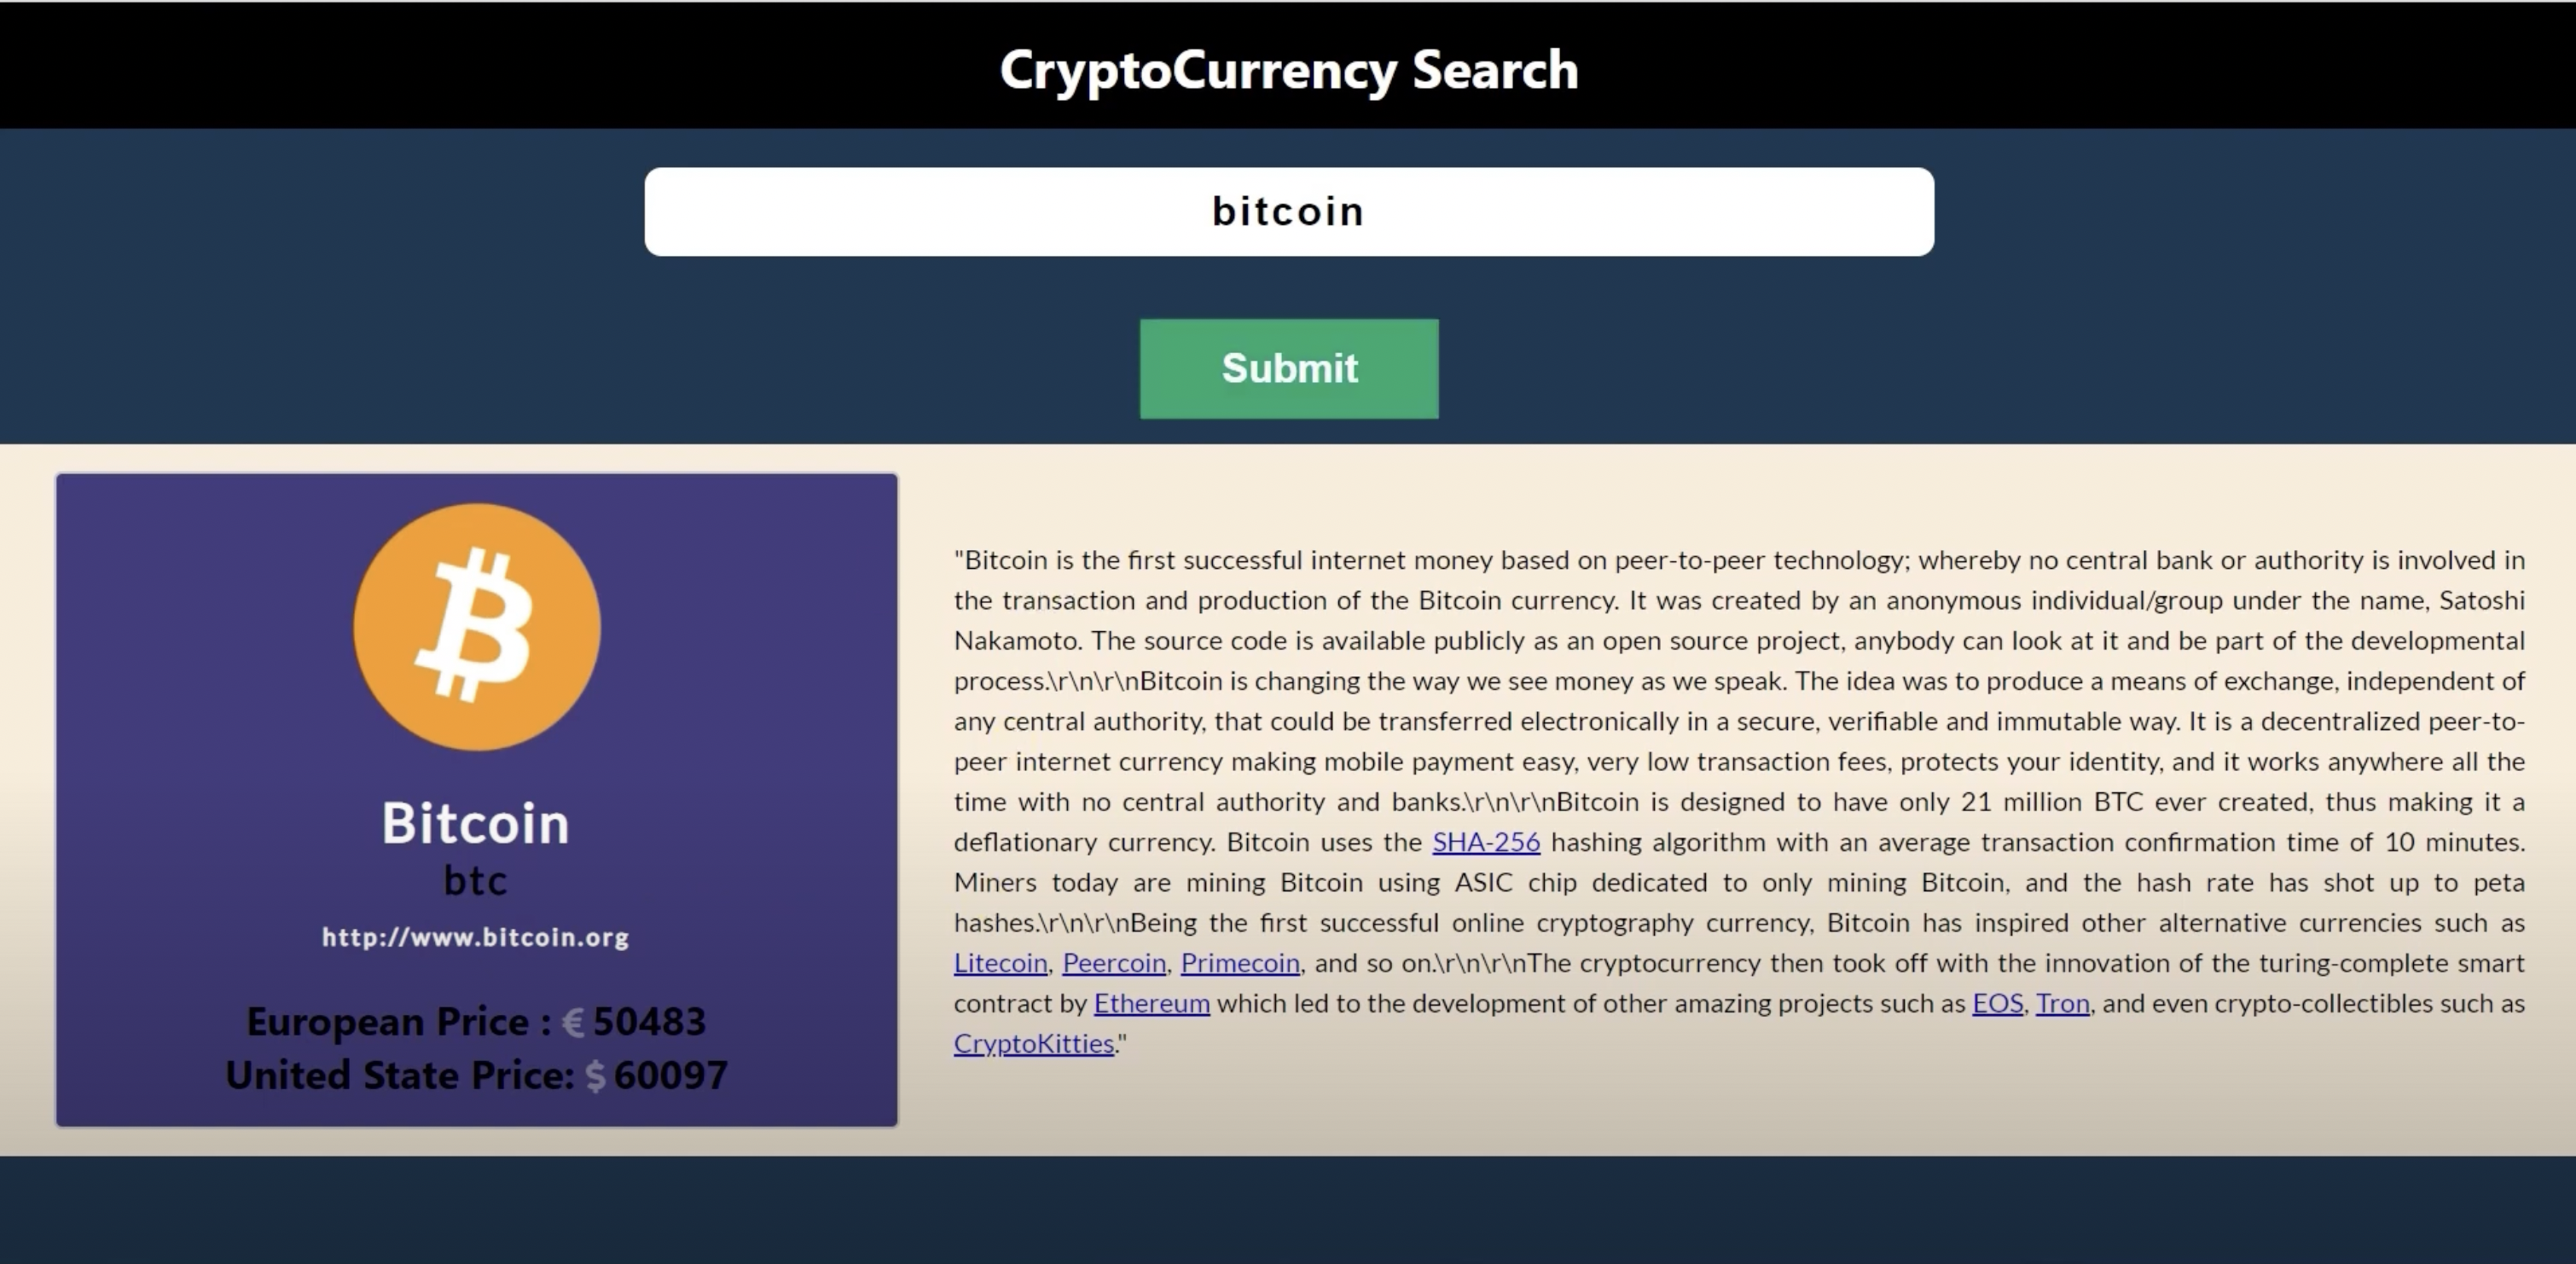 CryptoCurrency Search
bitcoin
Submit
Bitcoin
btc
http://www.bitcoin.org
European Price : € 50483
United State Price: $ 60097
"Bitcoin is the first successful internet money based on peer-to-peer technology; whereby no central bank or authority is involved in
the transaction and production of the Bitcoin currency. It was created by an anonymous individual/group under the name, Satoshi
Nakamoto. The source code is available publicly as an open source project, anybody can look at it and be part of the developmental
process.\r\n\r\nBitcoin is changing the way we see money as we speak. The idea was to produce a means of exchange, independent of
any central authority, that could be transferred electronically in a secure, verifiable and immutable way. It is a decentralized peer-to-
peer internet currency making mobile payment easy, very low transaction fees, protects your identity, and it works anywhere all the
time with no central authority and banks.\r\n\r\nBitcoin is designed to have only 21 million BTC ever created, thus making it a
deflationary currency. Bitcoin uses the SHA-256 hashing algorithm with an average transaction confirmation time of 10 minutes.
Miners today are mining Bitcoin using ASIC chip dedicated to only mining Bitcoin, and the hash rate has shot up to peta
hashes.\r\n\r\nBeing the first successful online cryptography currency, Bitcoin has inspired other alternative currencies such as
Litecoin, Peercoin, Primecoin, and so on.\r\n\r\nThe cryptocurrency then took off with the innovation of the turing-complete smart
contract by Ethereum which led to the development of other amazing projects such as EOS, Tron, and even crypto-collectibles such as
CryptoKitties."